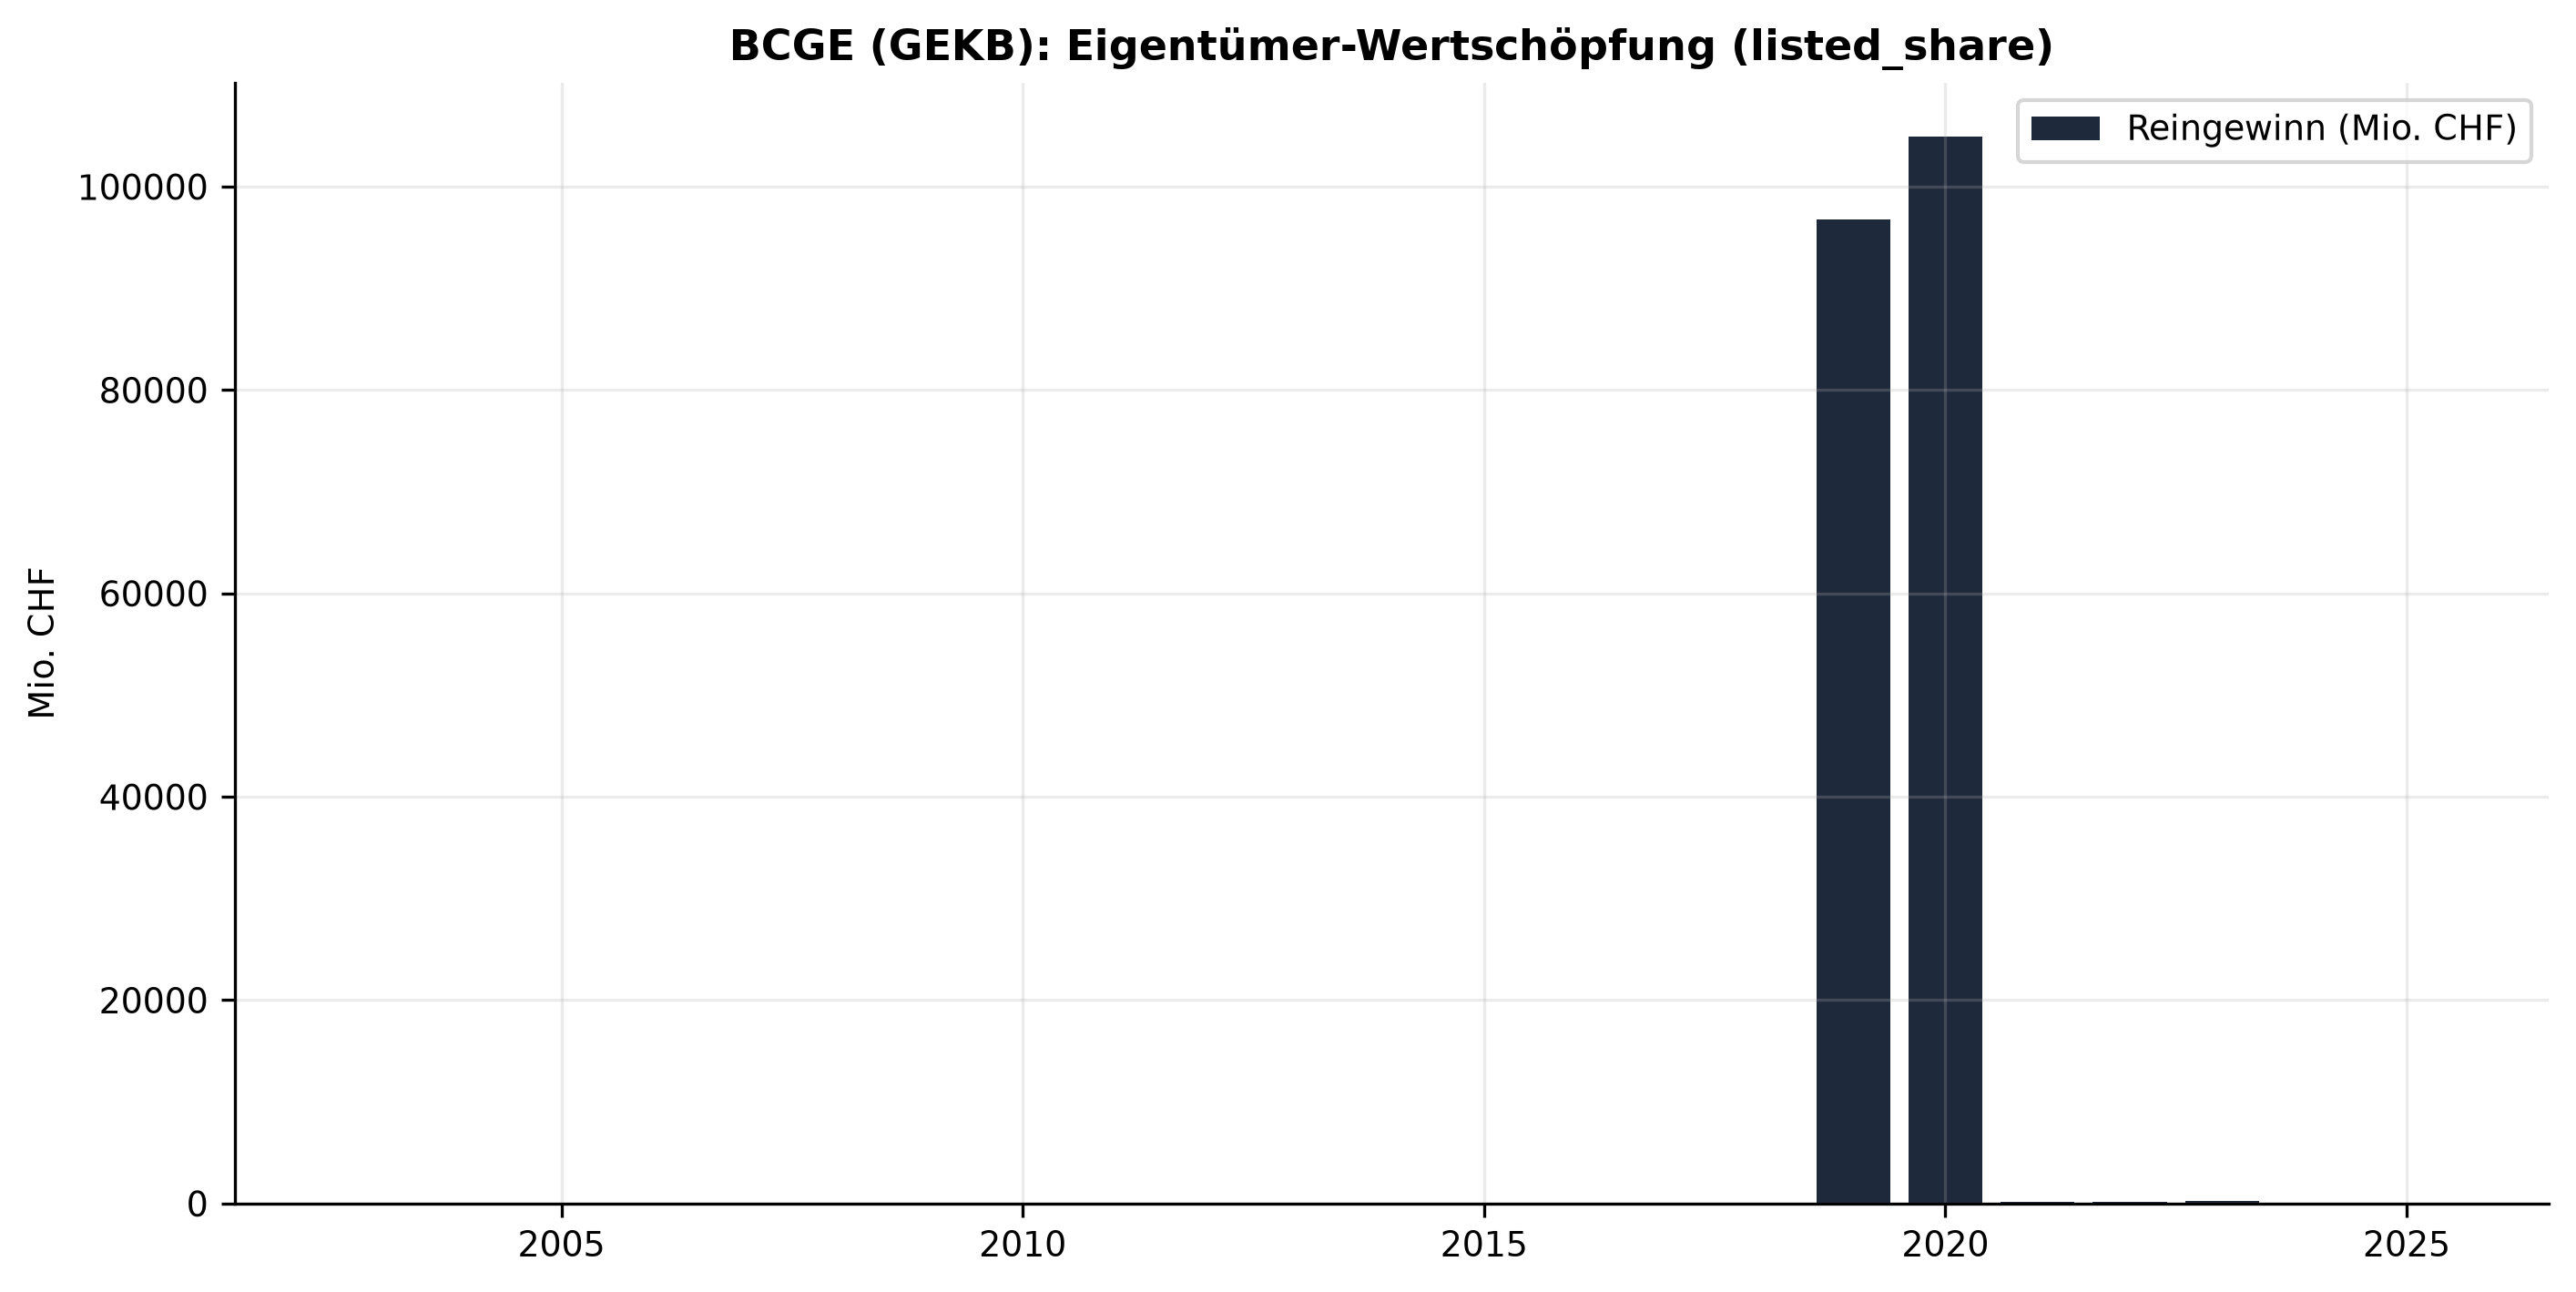 BCGE (GEKB): Eigentümer-Wertschöpfung (listed_share)
Reingewinn (Mio. CHF)
Mio. CHF
100000
80000
60000
40000
20000
0
2005 2010 2015 2020 2025